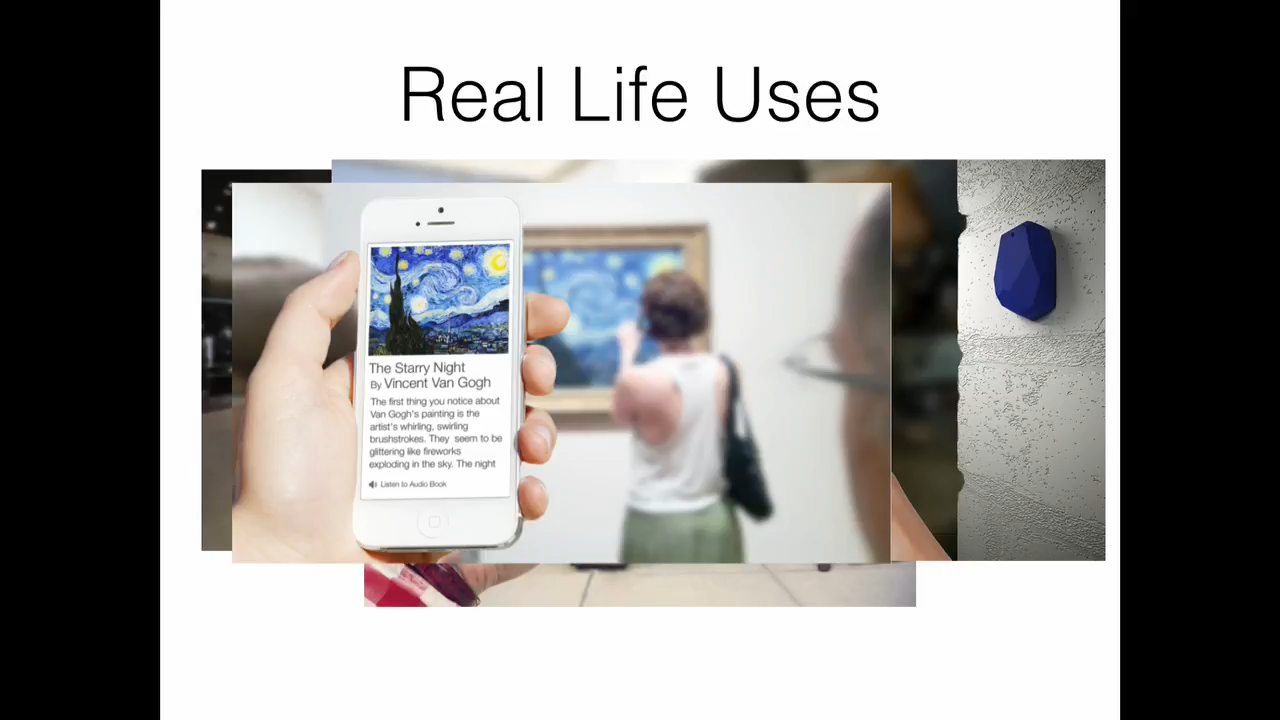 Real Life Uses
The Starry Night
By Vincent Van Gogh
The first thing you notice about
Van Gogh's painting is the
artist's whirling, swirling
brushstrokes. They seem to be
glittering like fireworks
exploding in the sky. The night
Listen to Audio Book